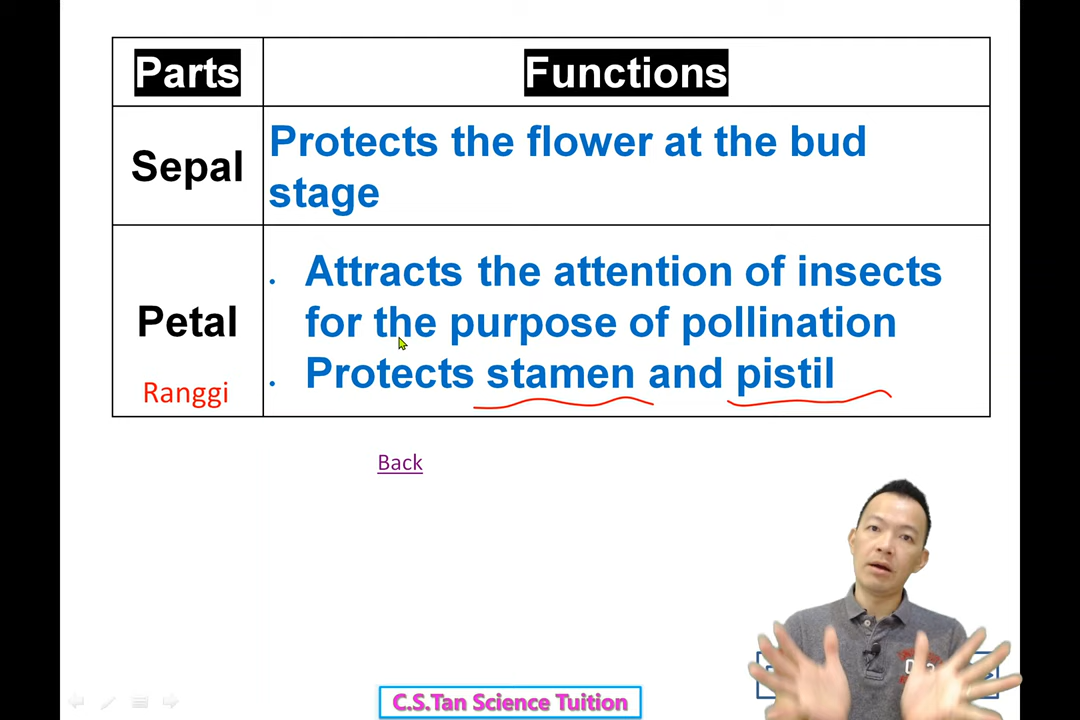 Parts
Functions
Sepal
Protects the flower at the bud
stage
Petal
Ranggi
• Attracts the attention of insects
for the purpose of pollination
• Protects stamen and pistil
Back
C.S.Tan Science Tuition